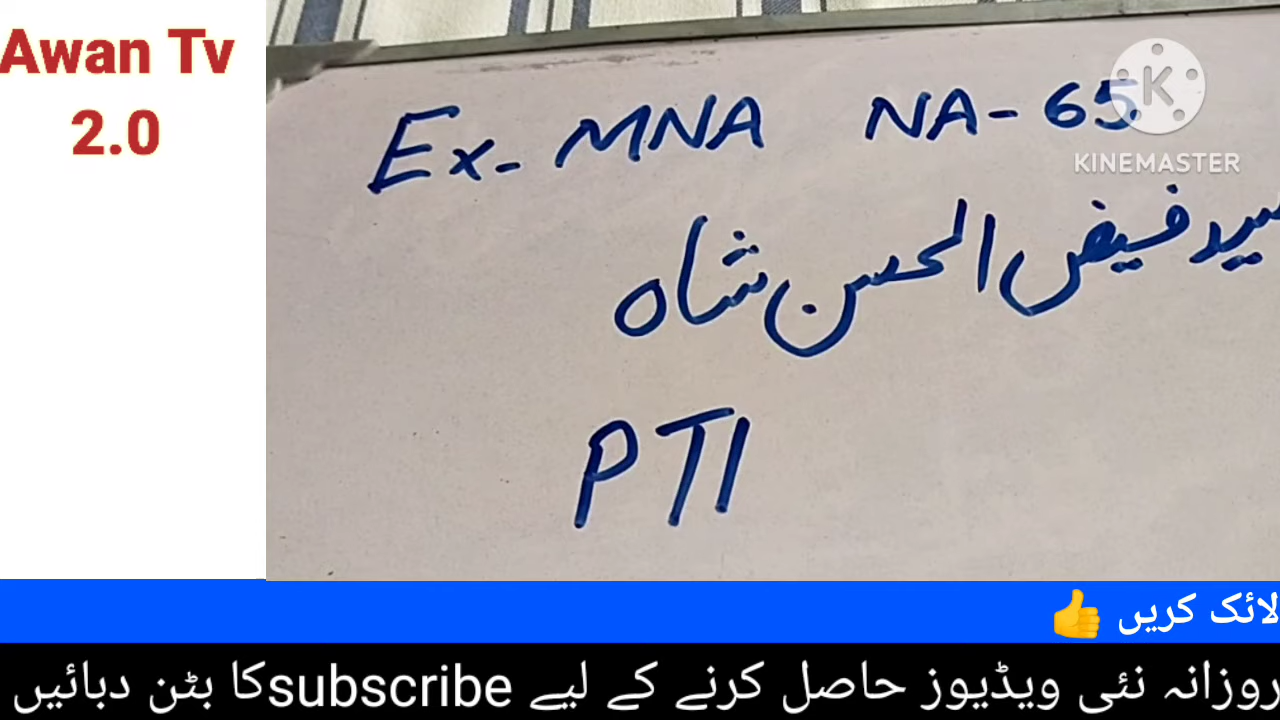 Awan Tv
2.0
Ex- MNA NA-65
KINEMASTER
سید فیض الحسن شاہ
PTI
لائک کریں 👍
روزانہ نئی ویڈیوز حاصل کرنے کے لیے subscribe کا بٹن دبائیں